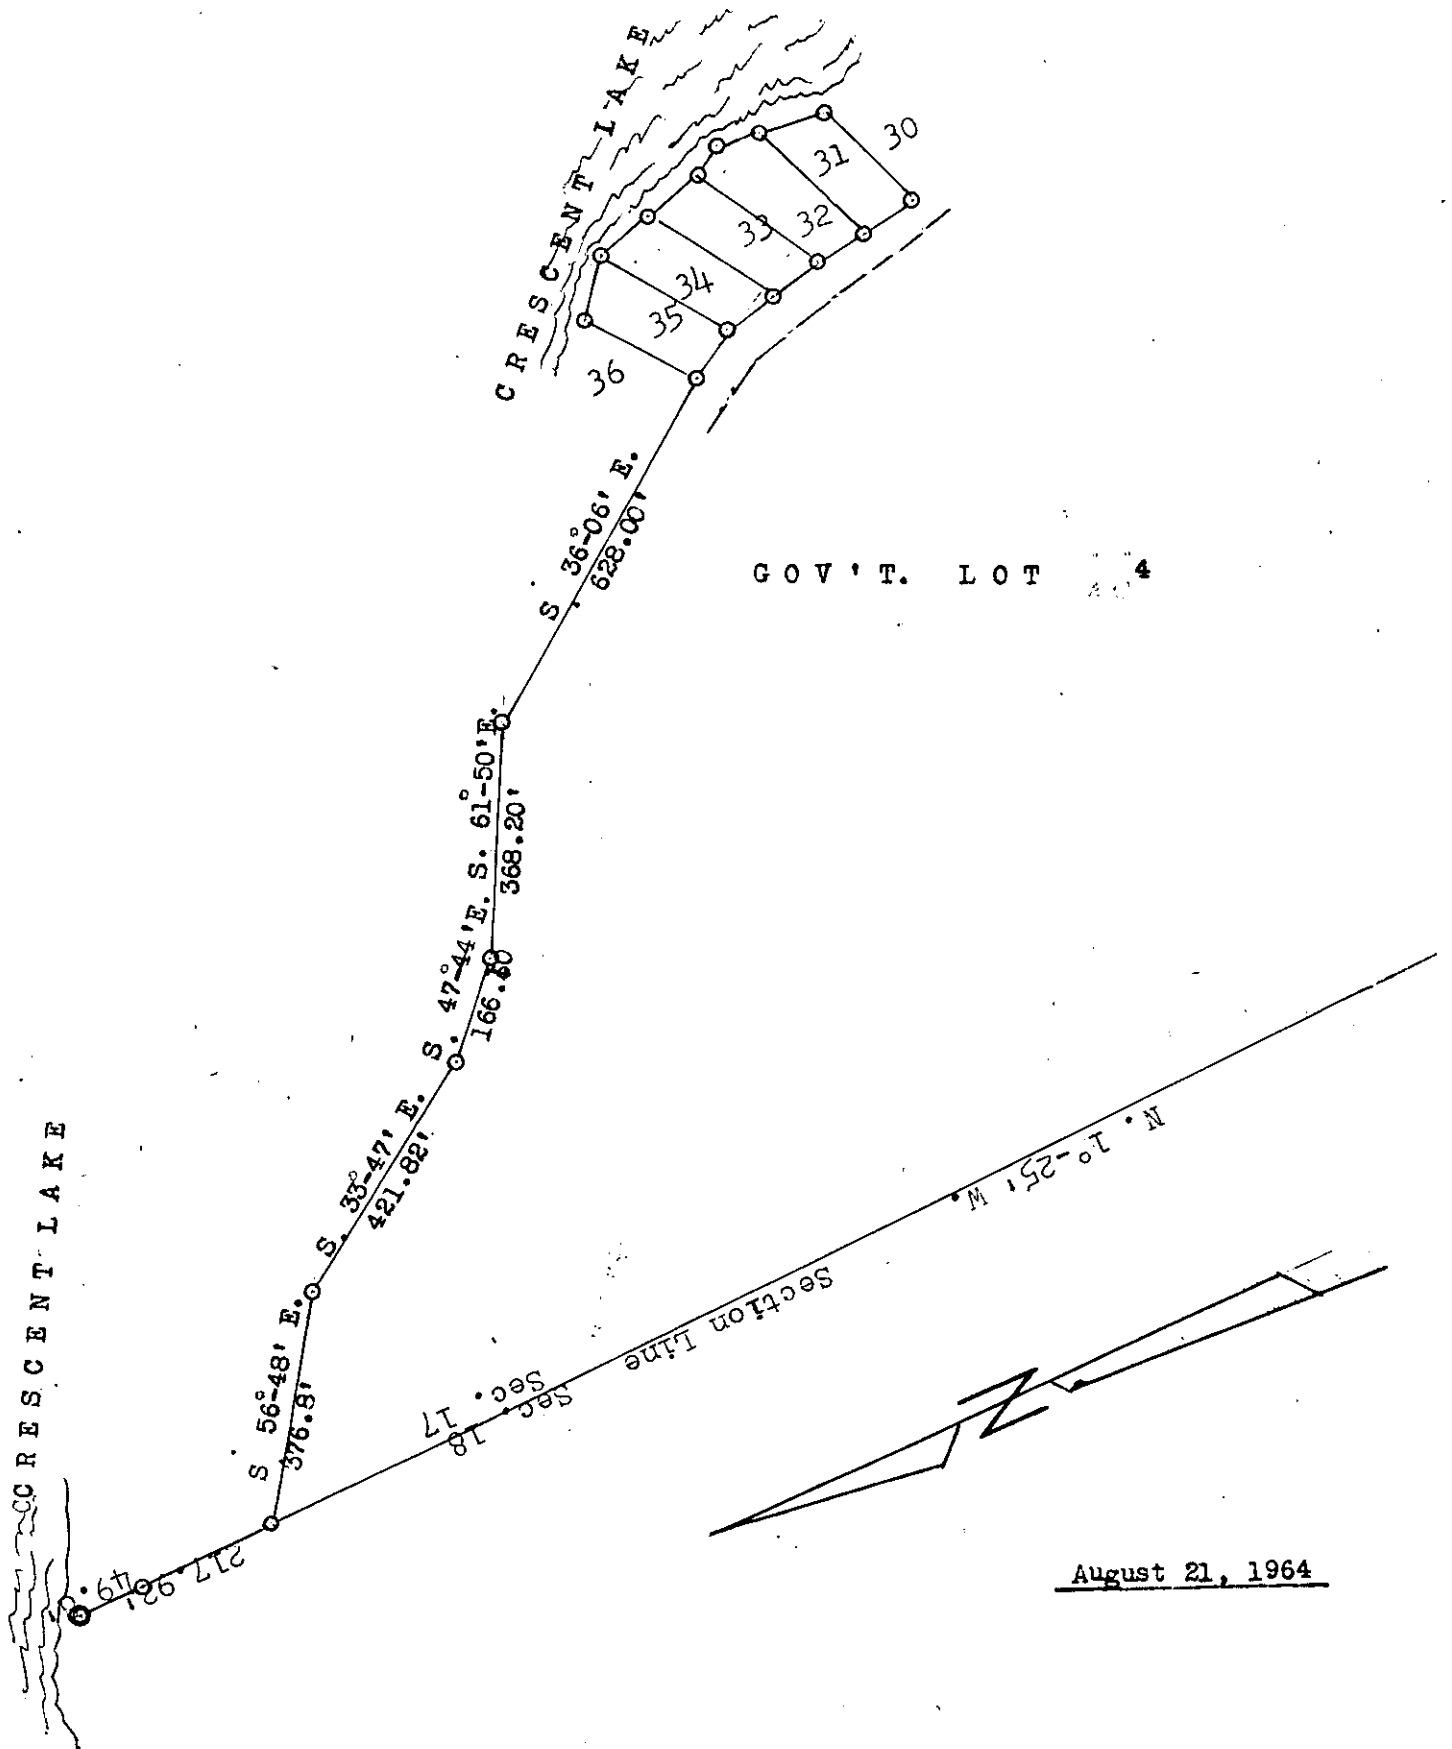 CRESCENT LAKE
30
31
32
33
34
35
36
S. 36°-06' E.
628.00'
GOV'T. LOT 4
S. 61°-50' E.
368.20'
S. 47°-44' E.
S. 33°-47' E.
421.82'
N. 1°-25' W.
Section Line
Sec. 17
Sec 18
S 56°-48' E.
376.8'
CRESCENT LAKE
217.92'
N
August 21, 1964